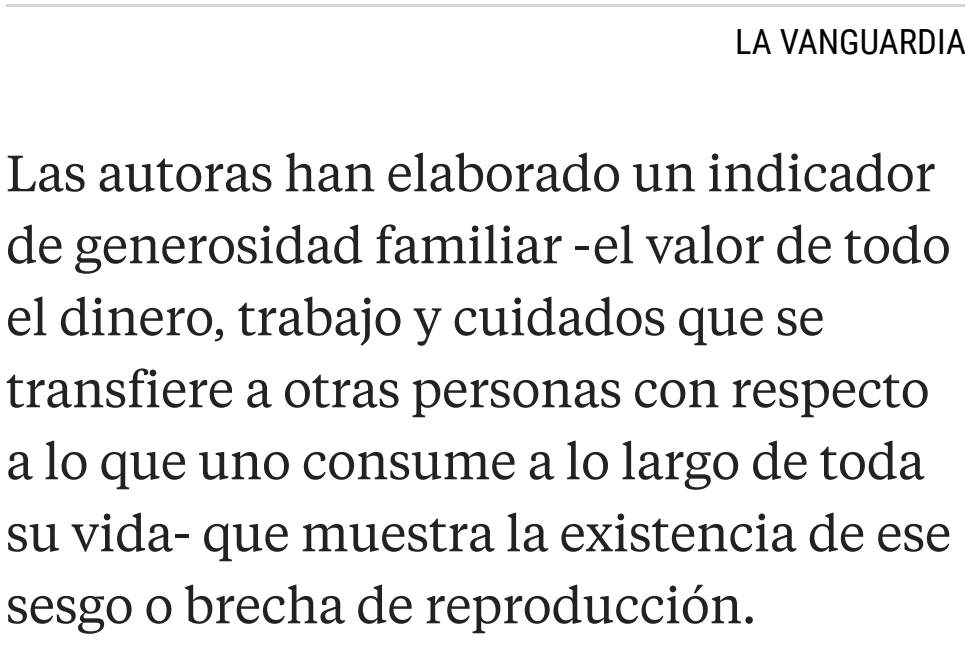 LA VANGUARDIA
Las autoras han elaborado un indicador
de generosidad familiar -el valor de todo
el dinero, trabajo y cuidados que se
transfiere a otras personas con respecto
a lo que uno consume a lo largo de toda
su vida- que muestra la existencia de ese
sesgo o brecha de reproducción.